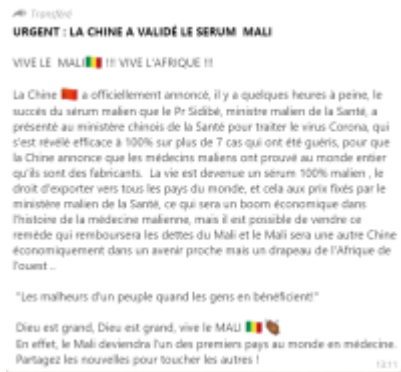 Transféré
URGENT : LA CHINE A VALIDÉ LE SERUM MALI
VIVE LE MALI🇲🇱 !!! VIVE L'AFRIQUE !!!
La Chine 🇨🇳 a officiellement annoncé, il y a quelques heures à peine, le
succés du sérum malien que le Pr Sidibé, ministre malien de la Santé, a
présenté au ministère chinois de la Santé pour traiter le virus Corona, qui
s'est révélé efficace à 100% sur plus de 7 cas qui ont été guéris, pour que
la Chine annonce que les médecins maliens ont prouvé au monde entier
qu'ils sont des fabricants. La vie est devenue un sérum 100% malien , le
droit d'exporter vers tous les pays du monde, et cela aux prix fixés par le
ministère malien de la Santé, ce qui sera un boom économique dans
l'histoire de la médecine malienne, mais il est possible de vendre ce
remède qui remboursera les dettes du Mali et le Mali sera une autre Chine
économiquement dans un avenir proche mais un drapeau de l'Afrique de
l'ouest ..
"Les malheurs d'un peuple quand les gens en bénéficient!"
Dieu est grand, Dieu est grand, vive le MALI 🇲🇱
En effet, le Mali deviendra l'un des premiers pays au monde en médecine.
Partagez les nouvelles pour toucher les autres !
13:11